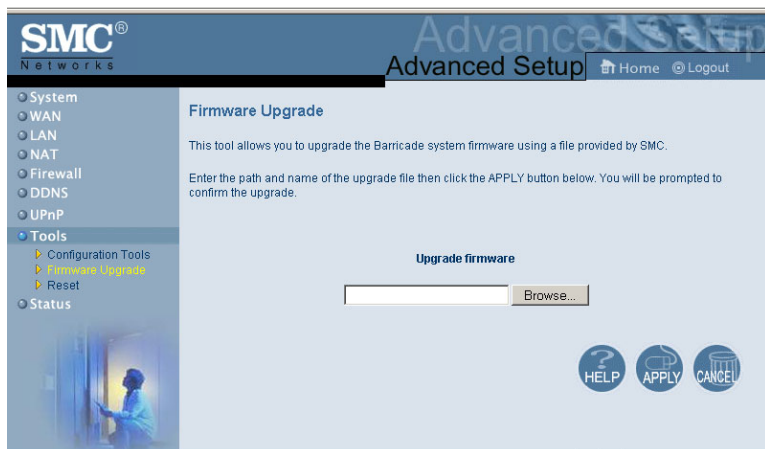 SMC®
Networks
Advanced Setup
Advanced Setup
Home
Logout
System
WAN
LAN
NAT
Firewall
DDNS
UPnP
Tools
Configuration Tools
Firmware Upgrade
Reset
Status
Firmware Upgrade
This tool allows you to upgrade the Barricade system firmware using a file provided by SMC.
Enter the path and name of the upgrade file then click the APPLY button below. You will be prompted to
confirm the upgrade.
Upgrade firmware
Browse...
HELP
APPLY
CANCEL